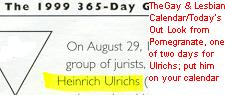 The 1999 365-Day G
On August 29,
group of jurists,
Heinrich Ulrichs (
TheGay & Lesbian
Calendar/Today's
Out Look from
Pomegranate, one
of two days for
Ulrichs; put him
on your calendar